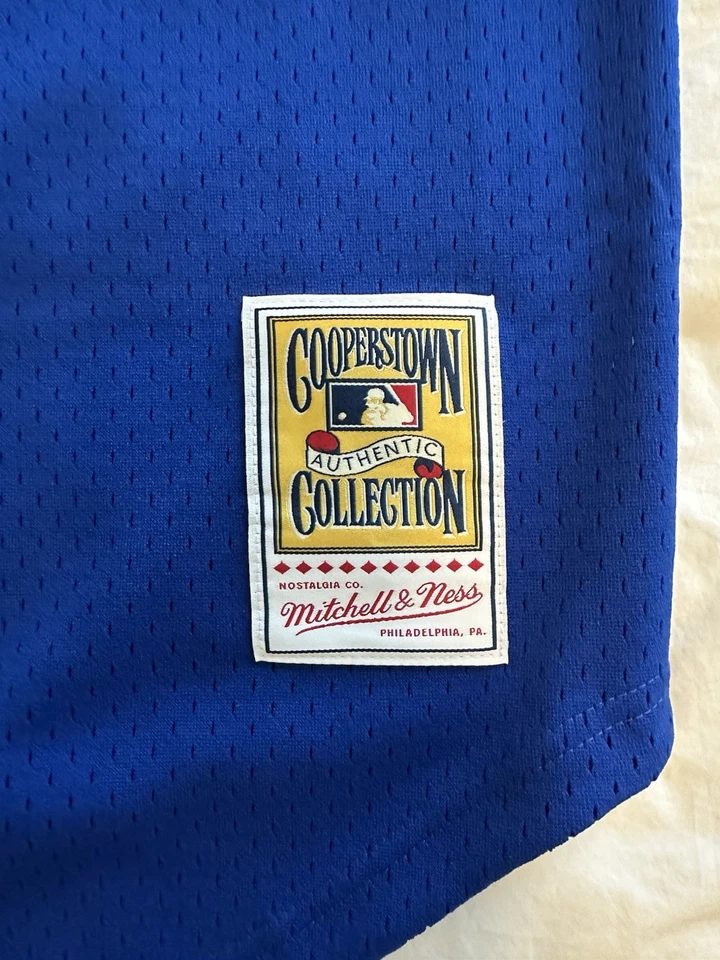 COOPERSTOWN
AUTHENTIC
COLLECTION
NOSTALGIA CO.
Mitchell & Ness
PHILADELPHIA, PA.